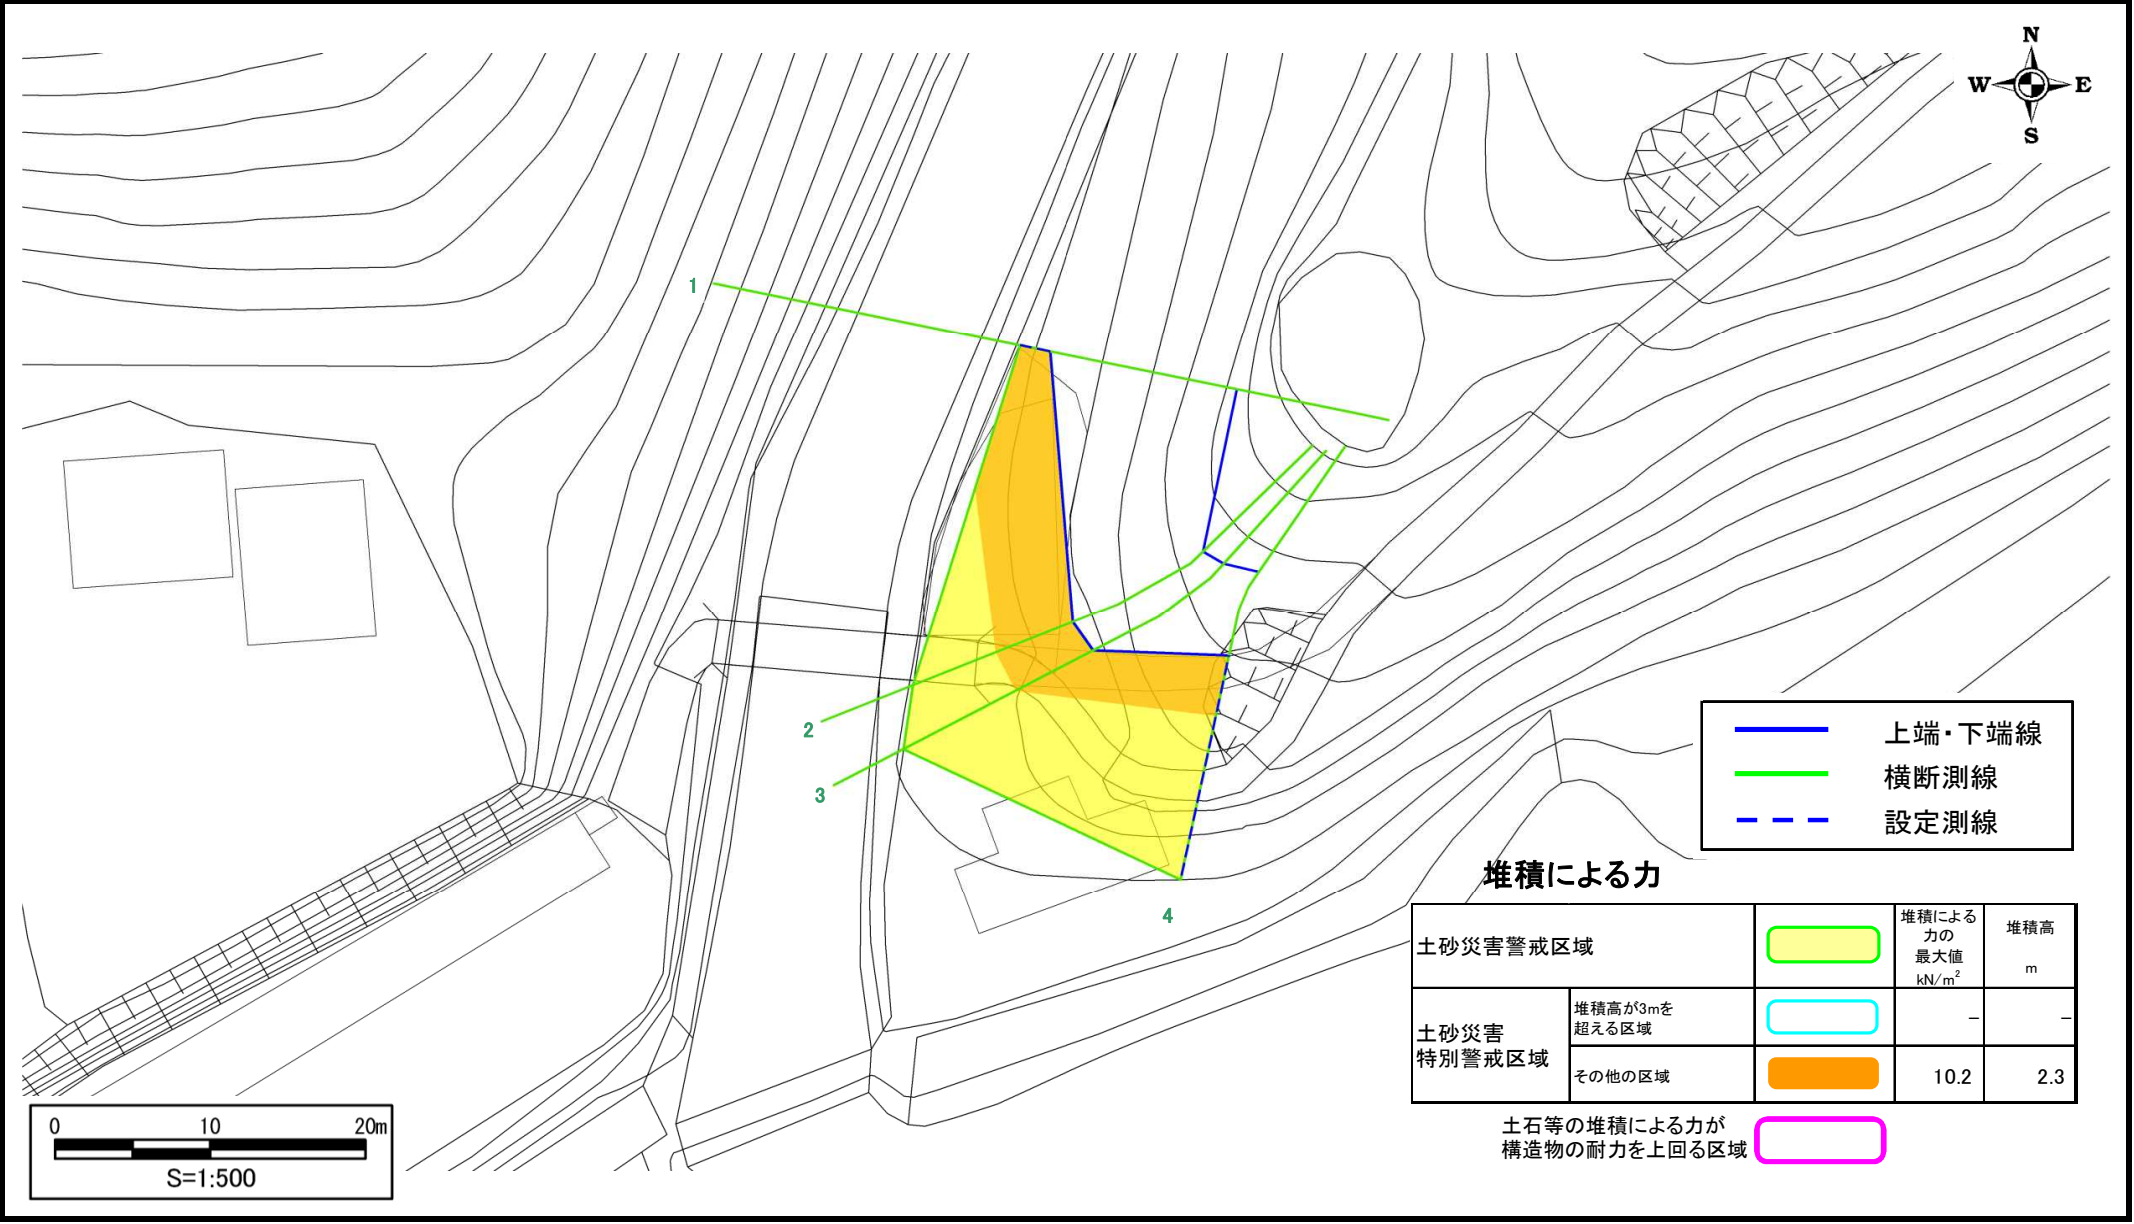 N
W E
S
1
2
3
4
上端・下端線
横断測線
設定測線
堆積による力
土砂災害警戒区域
堆積による
力の
最大値
kN/m²
堆積高
m
土砂災害
特別警戒区域
堆積高が3mを
超える区域
－
－
その他の区域
10.2
2.3
土石等の堆積による力が
構造物の耐力を上回る区域
0 10 20m
S=1:500